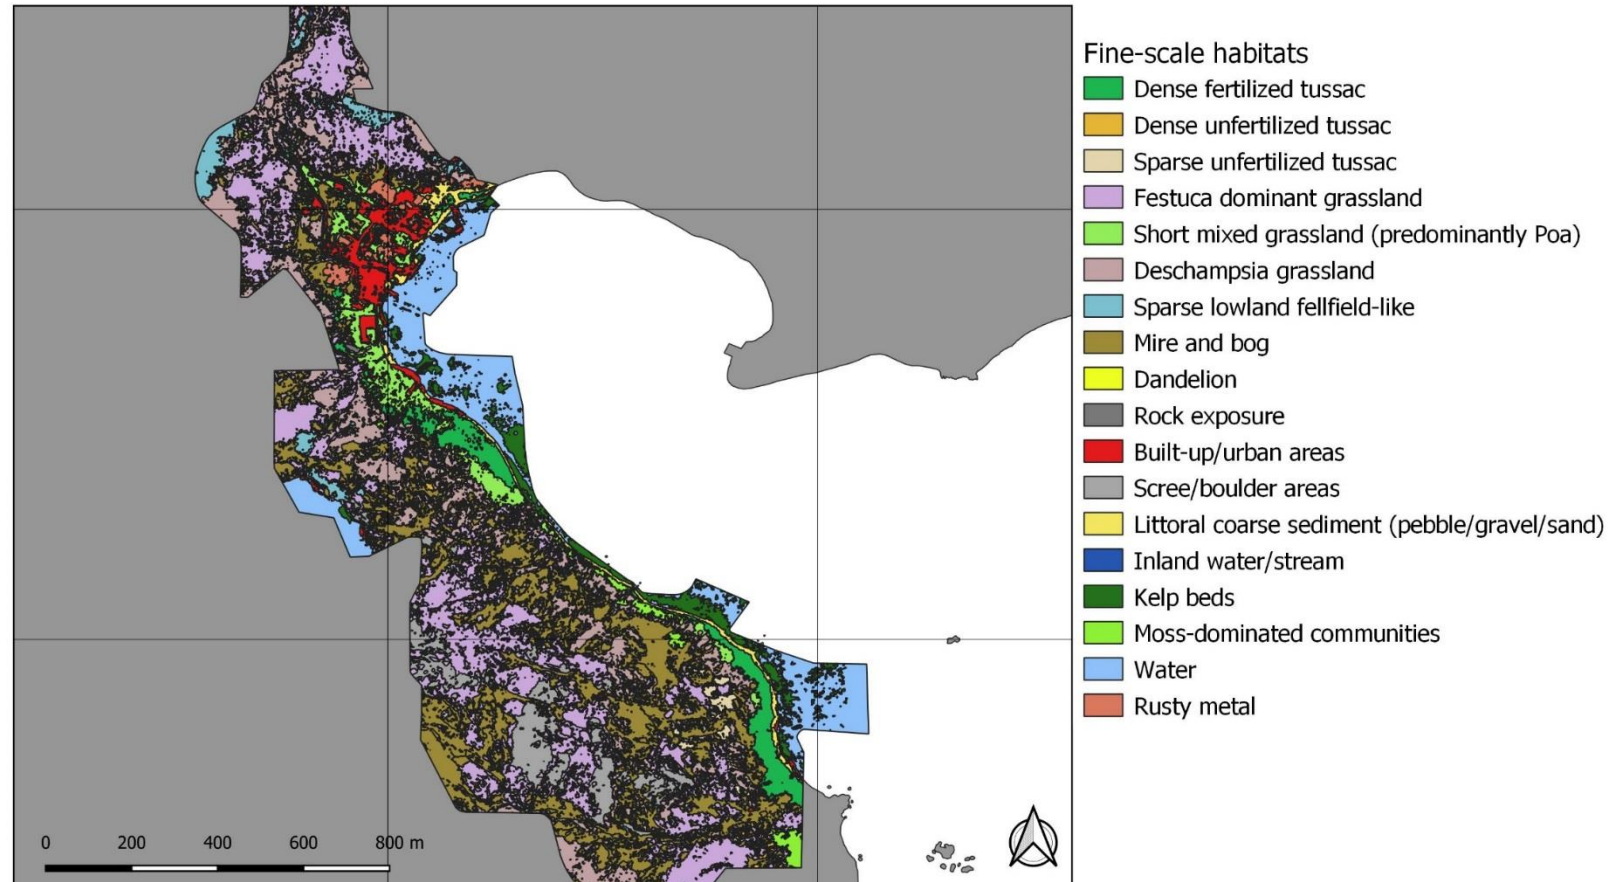 Fine-scale habitats
Dense fertilized tussac
Dense unfertilized tussac
Sparse unfertilized tussac
Festuca dominant grassland
Short mixed grassland (predominantly Poa)
Deschampsia grassland
Sparse lowland fellfield-like
Mire and bog
Dandelion
Rock exposure
Built-up/urban areas
Scree/boulder areas
Littoral coarse sediment (pebble/gravel/sand)
Inland water/stream
Kelp beds
Moss-dominated communities
Water
Rusty metal
0 200 400 600 800 m